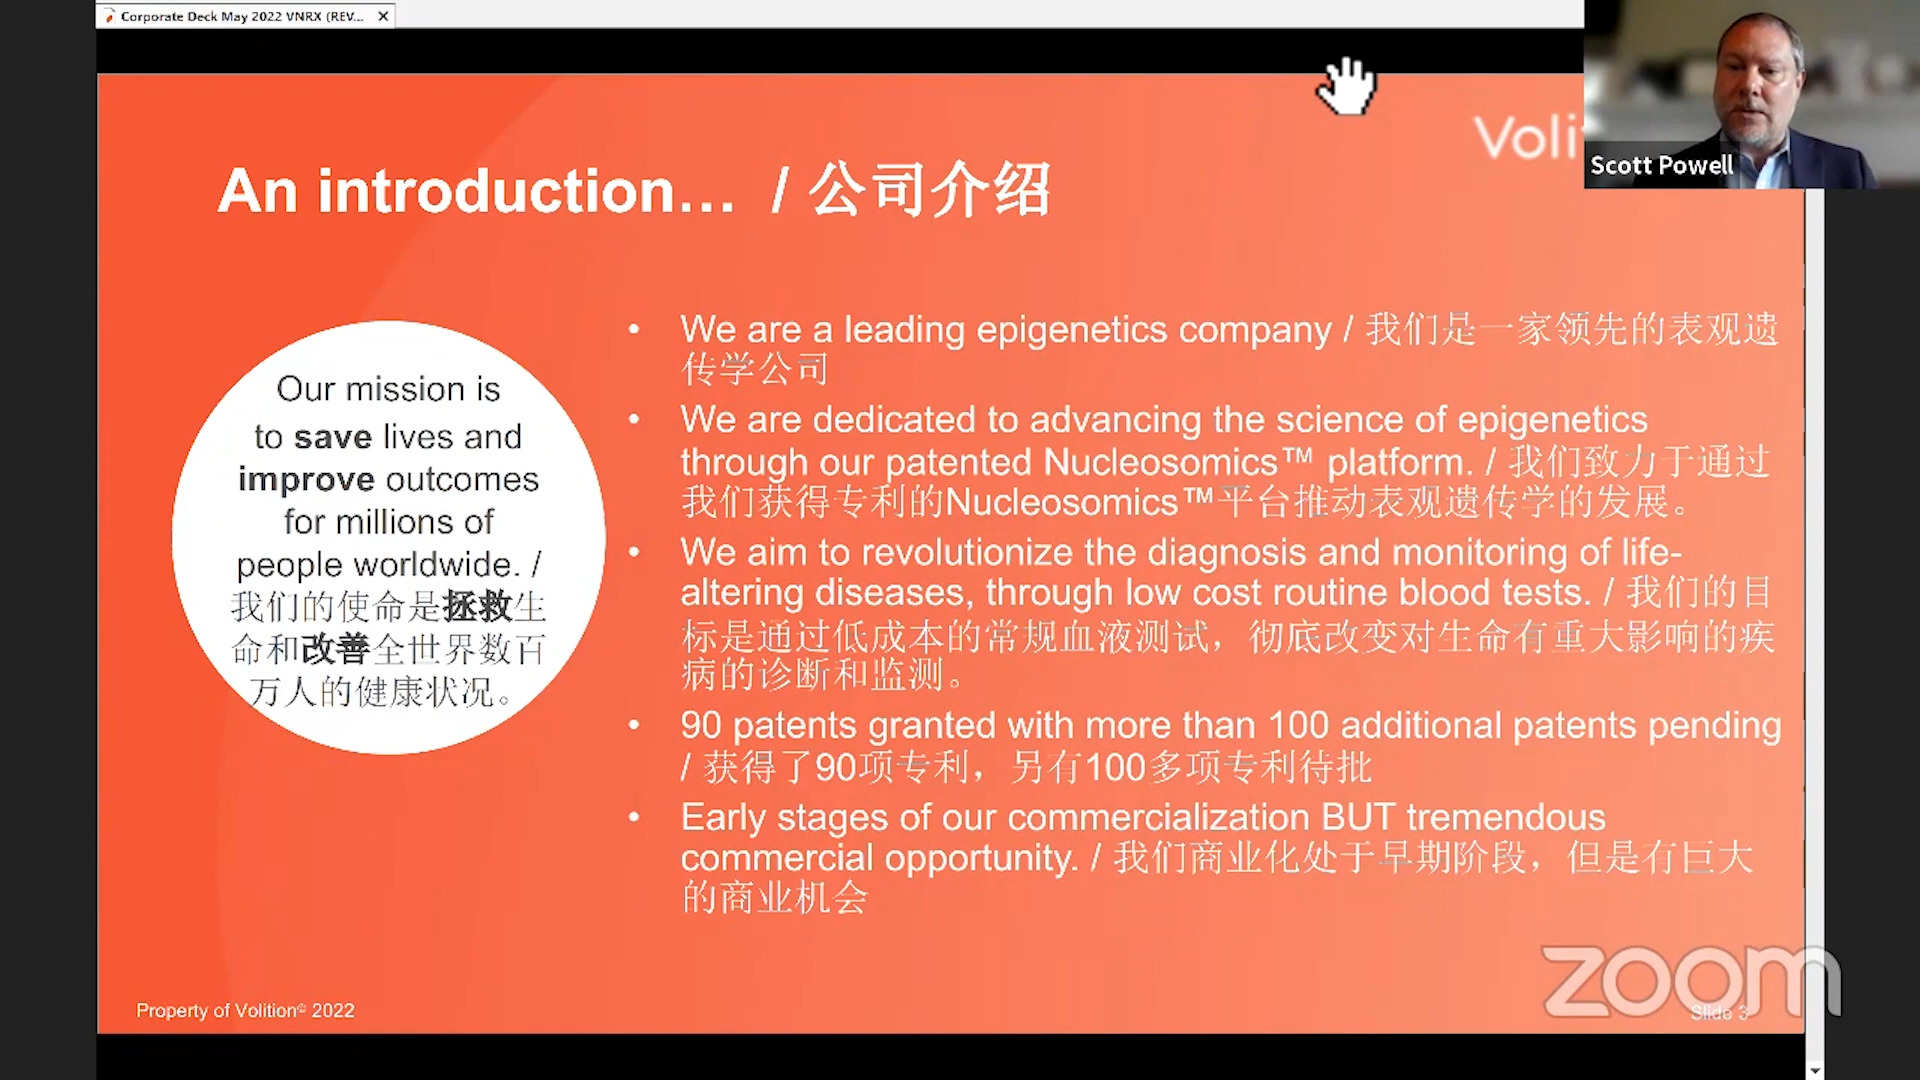 Corporate Deck May 2022 VNRX (REV...
Scott Powell
An introduction… / 公司介绍
Our mission is
to save lives and
improve outcomes
for millions of
people worldwide. /
我们的使命是拯救生
命和改善全世界数百
万人的健康状况。
• We are a leading epigenetics company / 我们是一家领先的表观遗
传学公司
• We are dedicated to advancing the science of epigenetics
through our patented Nucleosomics™ platform. / 我们致力于通过
我们获得专利的Nucleosomics™平台推动表观遗传学的发展。
• We aim to revolutionize the diagnosis and monitoring of life-
altering diseases, through low cost routine blood tests. / 我们的目
标是通过低成本的常规血液测试，彻底改变对生命有重大影响的疾
病的诊断和监测。
• 90 patents granted with more than 100 additional patents pending
/ 获得了90项专利，另有100多项专利待批
• Early stages of our commercialization BUT tremendous
commercial opportunity. / 我们商业化处于早期阶段，但是有巨大
的商业机会
Property of Volition© 2022
zoom
Slide 3